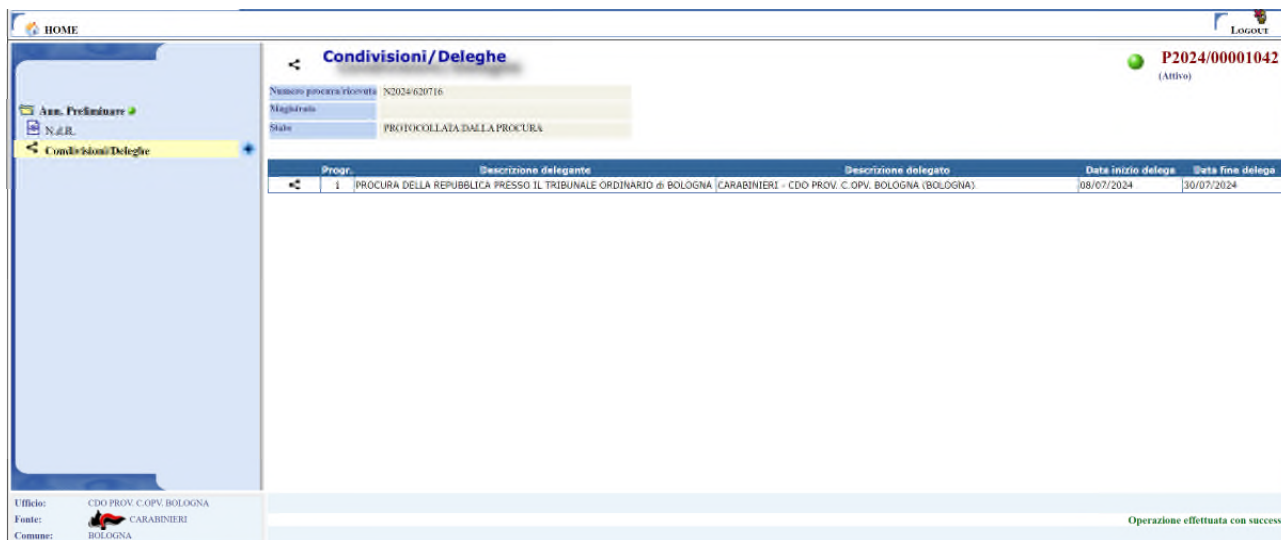 HOME
LOGOUT
Condivisioni/Deleghe
P2024/00001042
(Attivo)
Numero procura/ricevuta N2024/620716
Magistrato
Stato PROTOCOLLATA DALLA PROCURA
Ann. Preliminare
N.d.R.
Condivisioni/Deleghe
Progr. Descrizione delegante Descrizione delegato Data inizio delega Data fine delega
1 PROCURA DELLA REPUBBLICA PRESSO IL TRIBUNALE ORDINARIO di BOLOGNA CARABINIERI - CDO PROV. C.OPV. BOLOGNA (BOLOGNA) 08/07/2024 30/07/2024
Ufficio: CDO PROV. C.OPV. BOLOGNA
Fonte: CARABINIERI
Comune: BOLOGNA
Operazione effettuata con success